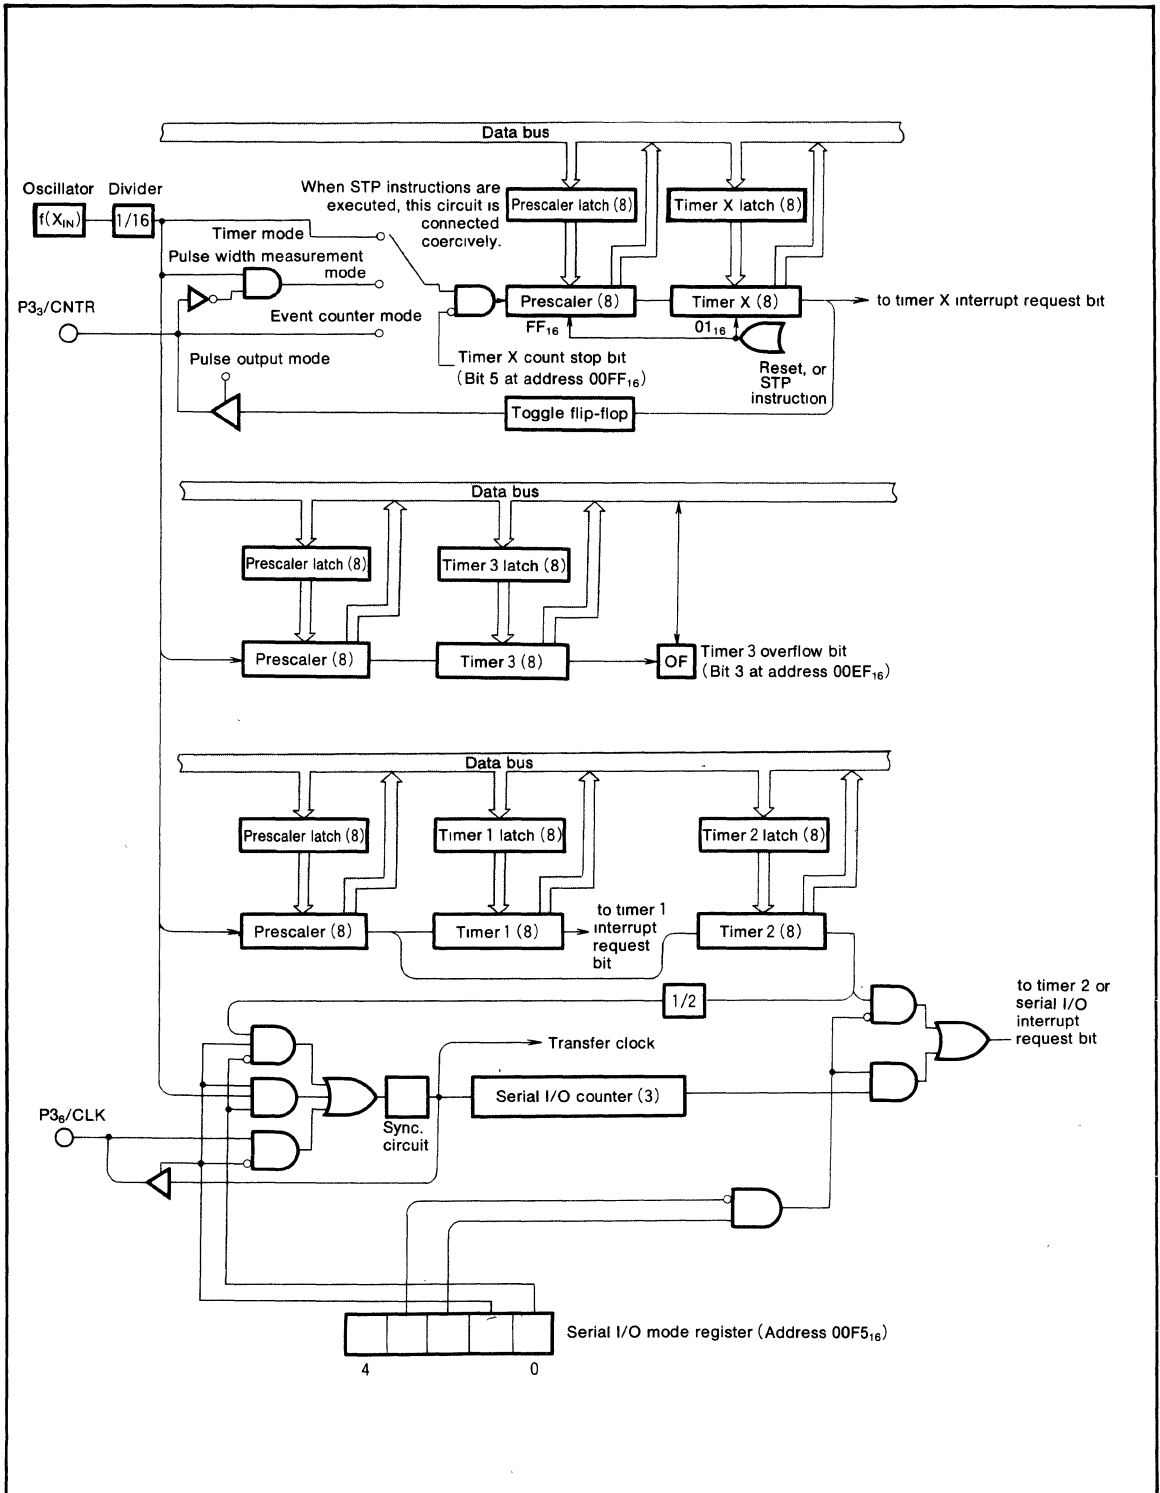 Data bus
Oscillator
Divider
f(X_IN)
1/16
When STP instructions are
executed, this circuit is
connected
coercively.
Prescaler latch (8)
Timer X latch (8)
Timer mode
Pulse width measurement
mode
P3₃/CNTR
Event counter mode
Prescaler (8)
Timer X (8)
to timer X interrupt request bit
FF₁₆
01₁₆
Pulse output mode
Timer X count stop bit
(Bit 5 at address 00FF₁₆)
Reset, or
STP
instruction
Toggle flip-flop
Data bus
Prescaler latch (8)
Timer 3 latch (8)
Prescaler (8)
Timer 3 (8)
OF
Timer 3 overflow bit
(Bit 3 at address 00EF₁₆)
Data bus
Prescaler latch (8)
Timer 1 latch (8)
Timer 2 latch (8)
Prescaler (8)
Timer 1 (8)
to timer 1
interrupt
request
bit
Timer 2 (8)
1/2
to timer 2 or
serial I/O
interrupt
request bit
Transfer clock
Serial I/O counter (3)
P3₆/CLK
Sync.
circuit
Serial I/O mode register (Address 00F5₁₆)
4
0